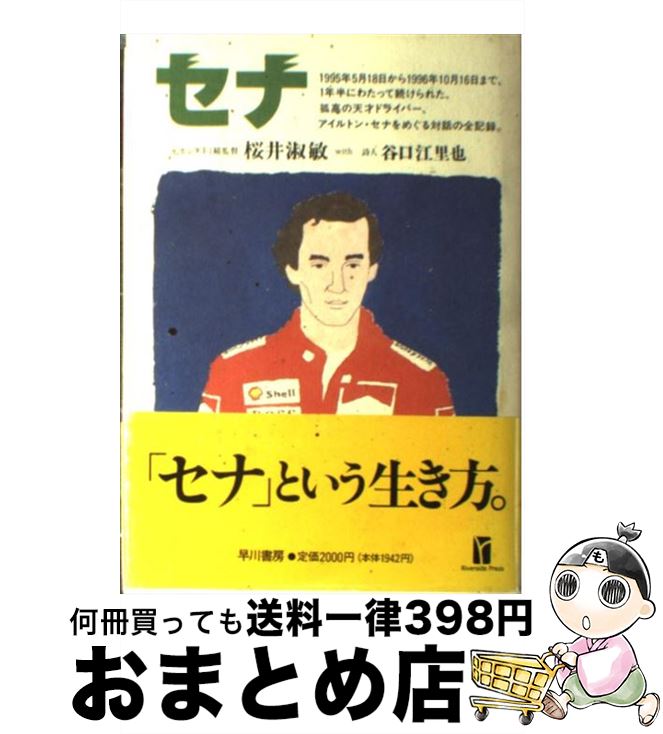 セナ
1995年5月18日から1996年10月16日まで、
1年半にわたって続けられた、
孤高の天才ドライバー。
アイルトン・セナをめぐる対話の全記録。
桜井淑敏 with 詩人 谷口江里也
Shell
「セナ」という生き方。
早川書房●定価2000円(本体1942円)
Riverside Press
も
何冊買っても送料一律398円
おまとめ店